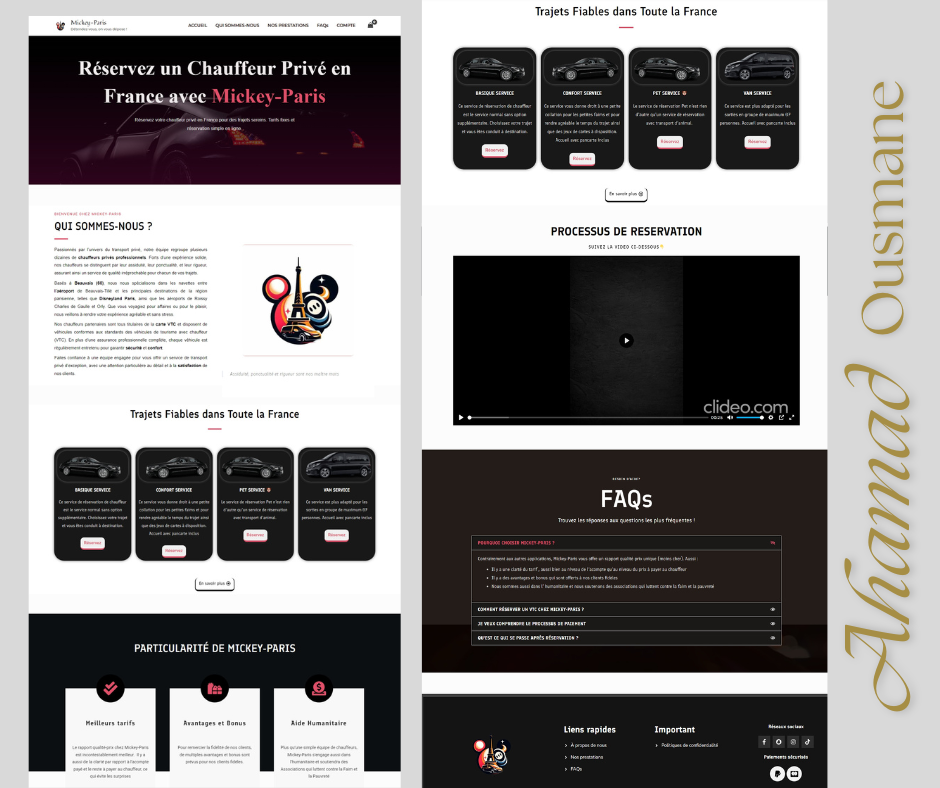 Mickey-Paris
ACCUEIL QUI SOMMES-NOUS NOS PRESTATIONS FAQs COMPTE
Réservez un Chauffeur Privé en
France avec Mickey-Paris
Réservez votre chauffeur privé en France pour des trajets sereins. Tarifs fixes et
réservation simple en ligne
BIENVENUE CHEZ MICKEY PARIS
QUI SOMMES-NOUS ?
Passionnés par l'univers du transport privé, notre équipe regroupe plusieurs
dizaines de chauffeurs privés professionnels. Forts d'une expérience solide,
nos chauffeurs se distinguent par leur assiduité, leur ponctualité, et leur rigueur,
assurant ainsi un service de qualité irréprochable pour chacun de vos trajets.
Basés à Beauvais (60), nous nous spécialisons dans les navettes entre
l'aéroport de Beauvais-Tillé et les principales destinations de la région
parisienne, telles que Disneyland Paris, ainsi que les aéroports de Roissy
Charles de Gaulle et Orly. Que vous voyagiez pour affaires ou pour le plaisir,
nous veillons à rendre votre expérience agréable et sans stress.
Nos chauffeurs partenaires sont tous titulaires de la carte VTC et disposent de
véhicules conformes aux standards des véhicules de tourisme avec chauffeur
(VTC). En plus d'une assurance professionnelle complète, chaque véhicule est
régulièrement entretenu pour garantir sécurité et confort.
Faites confiance à une équipe engagée pour vous offrir un service de transport
privé d'exception, avec une attention particulière au détail et à la satisfaction de
nos clients.
Assiduité, ponctualité et rigueur sont nos maître-mots
Trajets Fiables dans Toute la France
BASIQUE SERVICE
Ce service de réservation de chauffeur
est le service normal sans option
supplémentaire. Choisissez votre trajet
et vous êtes conduit à destination.
Réservez
CONFORT SERVICE
Ce service vous donne droit à une petite
collation pour les petites faims et pour
rendre agréable le temps du trajet ainsi
que des jeux de cartes à disposition.
Accueil avec pancarte inclus
Réservez
PET SERVICE
Le service de réservation Pet n'est rien
d'autre qu'un service de réservation
avec transport d'animal.
Réservez
VAN SERVICE
Ce service est plus adapté pour les
sorties en groupe de maximum 07
personnes. Accueil avec pancarte inclus
Réservez
En savoir plus
PARTICULARITÉ DE MICKEY-PARIS
Meilleurs tarifs
Le rapport qualité-prix chez Mickey-Paris
est incontestablement meilleur. Il y a
aussi de la clarté par rapport à l'acompte
payé et le reste à payer au chauffeur, ce
qui évite les surprises
Avantages et Bonus
Pour remercier la fidélité de nos clients,
de multiples avantages et bonus sont
prévus pour nos clients fidèles.
Aide Humanitaire
Plus qu'une simple équipe de chauffeurs,
Mickey-Paris s'engage aussi dans
l'humanitaire et soutiendra des
Associations qui luttent contre la Faim et
la Pauvreté
Trajets Fiables dans Toute la France
BASIQUE SERVICE
Ce service de réservation de chauffeur
est le service normal sans option
supplémentaire. Choisissez votre trajet
et vous êtes conduit à destination.
Réservez
CONFORT SERVICE
Ce service vous donne droit à une petite
collation pour les petites faims et pour
rendre agréable le temps du trajet ainsi
que des jeux de cartes à disposition.
Accueil avec pancarte inclus
Réservez
PET SERVICE
Le service de réservation Pet n'est rien
d'autre qu'un service de réservation
avec transport d'animal.
Réservez
VAN SERVICE
Ce service est plus adapté pour les
sorties en groupe de maximum 07
personnes. Accueil avec pancarte inclus
Réservez
En savoir plus
PROCESSUS DE RESERVATION
SUIVEZ LA VIDEO CI-DESSOUS
clideo.com
00:25
FAQs
Trouvez les réponses aux questions les plus fréquentes !
POURQUOI CHOISIR MICKEY-PARIS ?
Contrairement aux autres applications, Mickey-Paris vous offre un rapport qualité prix unique (moins cher). Aussi :
Il y a une clarté du tarif, aussi bien au niveau de l'acompte qu'au niveau du prix à payer au chauffeur
Il y a des avantages et bonus qui sont offerts à nos clients fidèles
Nous sommes aussi dans l'humanitaire et nous soutenons des associations qui luttent contre la faim et la pauvreté
COMMENT RÉSERVER UN VTC CHEZ MICKEY-PARIS ?
JE VEUX COMPRENDRE LE PROCESSUS DE PAIEMENT
QU'EST CE QUI SE PASSE APRÈS RÉSERVATION ?
Liens rapides
À propos de nous
Nos prestations
FAQs
Important
Politiques de confidentialité
Réseaux sociaux
Paiements sécurisés
Ahamad Ousmane